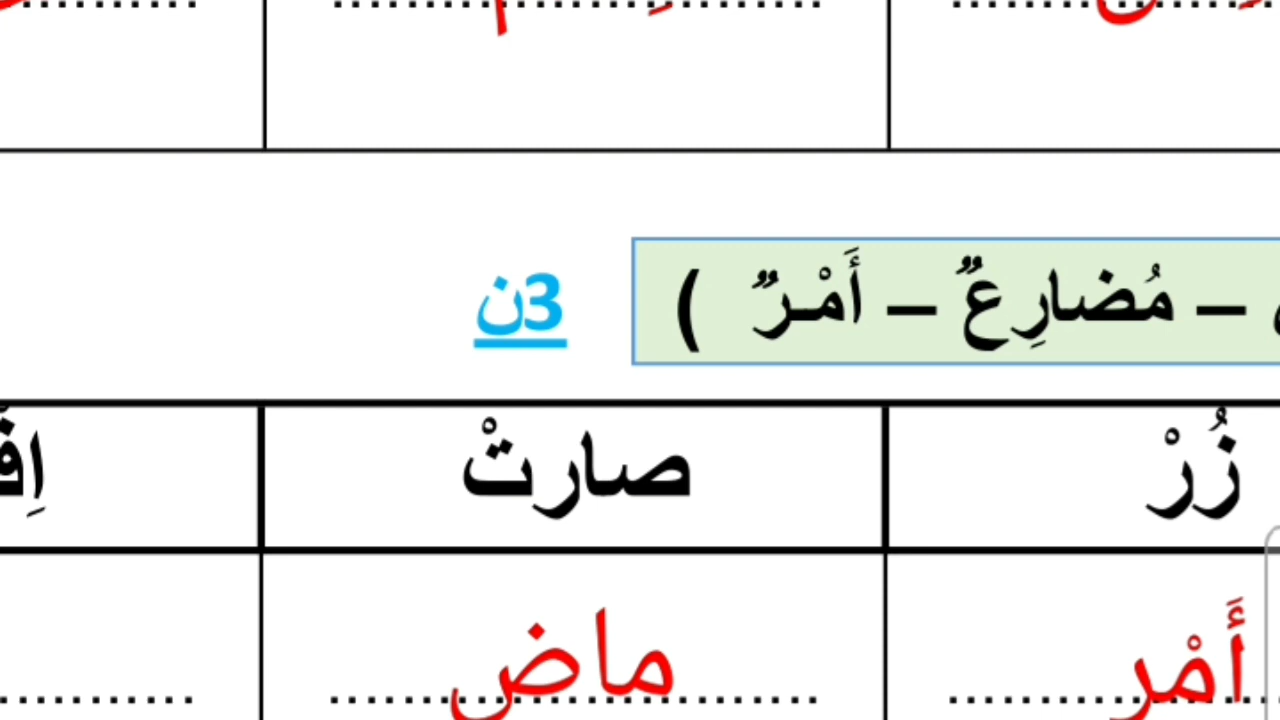 – مُضارِعٌ – أَمْـرٌ ) 3ن
زُرْ صارتْ
أَمْر ماضٍ